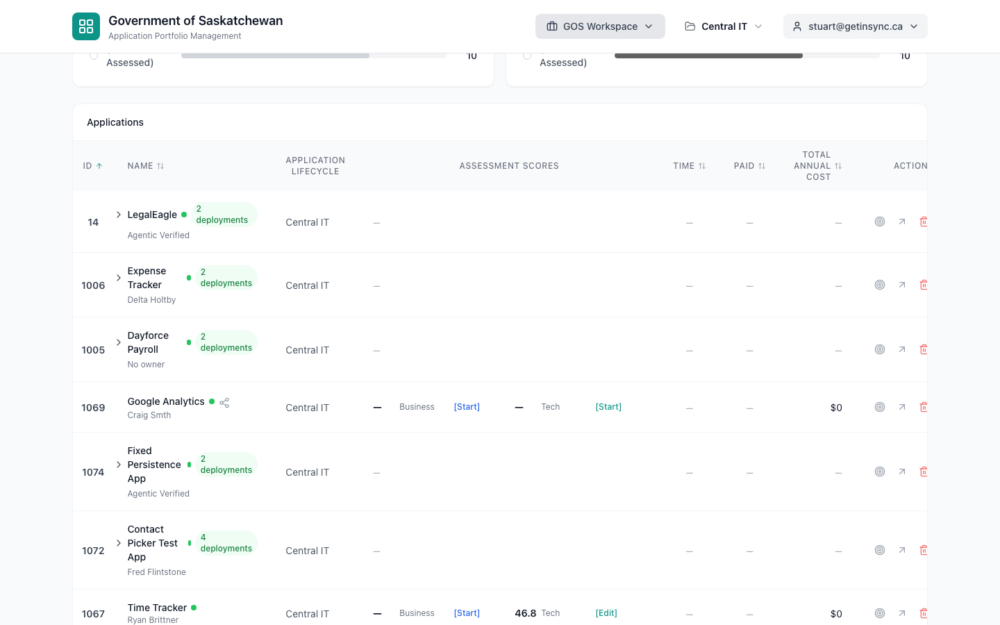 Government of Saskatchewan
Application Portfolio Management
GOS Workspace
Central IT
stuart@getinsync.ca
Assessed)
10
Assessed)
10
Applications
ID
NAME
APPLICATION
LIFECYCLE
ASSESSMENT SCORES
TIME
PAID
TOTAL
ANNUAL
COST
ACTION
14
LegalEagle
2
deployments
Agentic Verified
Central IT
—
—
—
—
1006
Expense
Tracker
2
deployments
Delta Holtby
Central IT
—
—
—
—
1005
Dayforce
Payroll
2
deployments
No owner
Central IT
—
—
—
—
1069
Google Analytics
Craig Smth
Central IT
— Business [Start]
— Tech [Start]
—
—
$0
1074
Fixed
Persistence
App
2
deployments
Agentic Verified
Central IT
—
—
—
—
1072
Contact
Picker Test
App
4
deployments
Fred Flintstone
Central IT
—
—
—
—
1067
Time Tracker
Ryan Brittner
Central IT
— Business [Start]
46.8 Tech [Edit]
—
—
$0